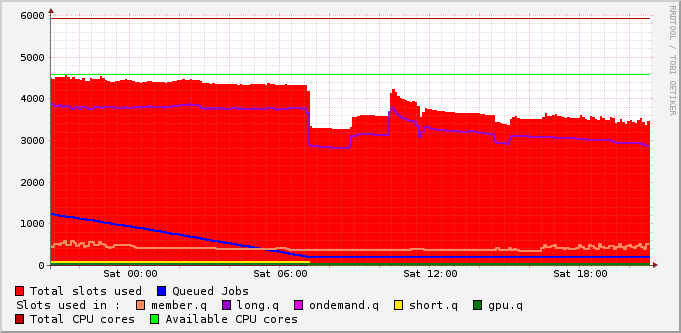 6000
5000
4000
3000
2000
1000
0
Sat 00:00 Sat 06:00 Sat 12:00 Sat 18:00
RRDTOOL / TOBI OETIKER
Total slots used Queued Jobs
Slots used in : member.q long.q ondemand.q short.q gpu.q
Total CPU cores Available CPU cores